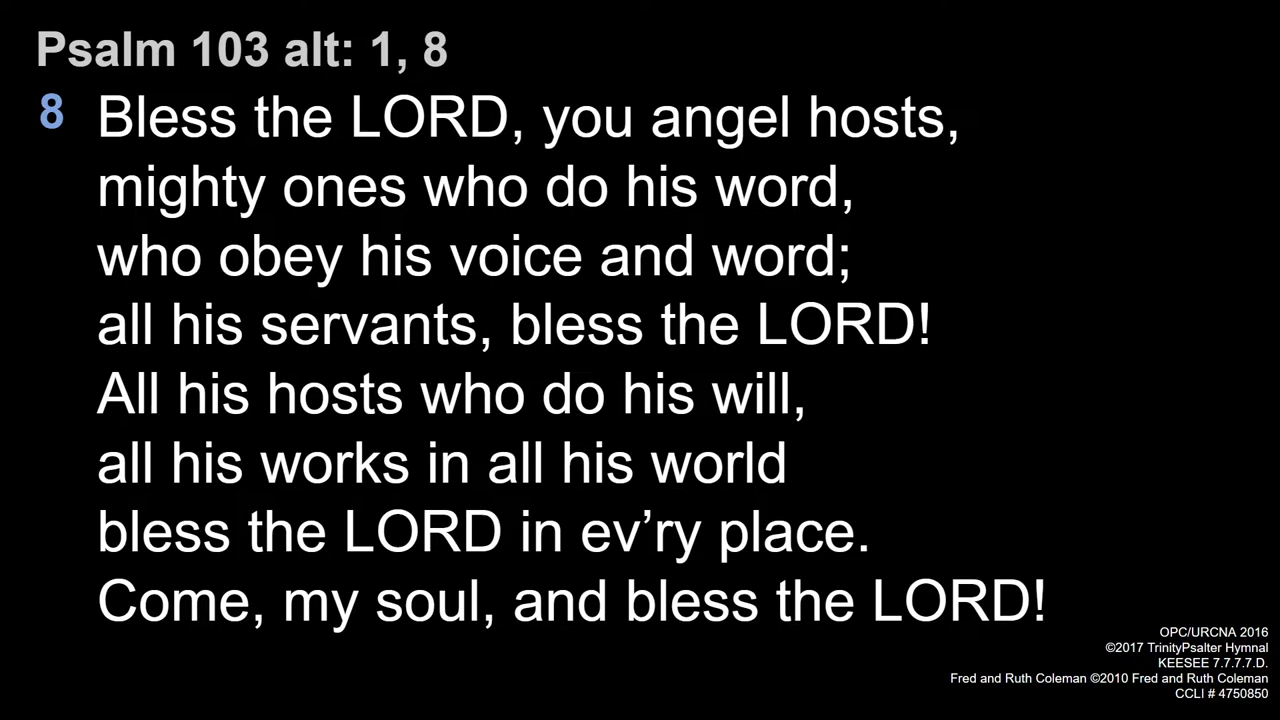 Psalm 103 alt: 1, 8
8 Bless the LORD, you angel hosts,
mighty ones who do his word,
who obey his voice and word;
all his servants, bless the LORD!
All his hosts who do his will,
all his works in all his world
bless the LORD in ev’ry place.
Come, my soul, and bless the LORD!
OPC/URCNA 2016
©2017 TrinityPsalter Hymnal
KEESEE 7.7.7.7.D.
Fred and Ruth Coleman ©2010 Fred and Ruth Coleman
CCLI # 4750850